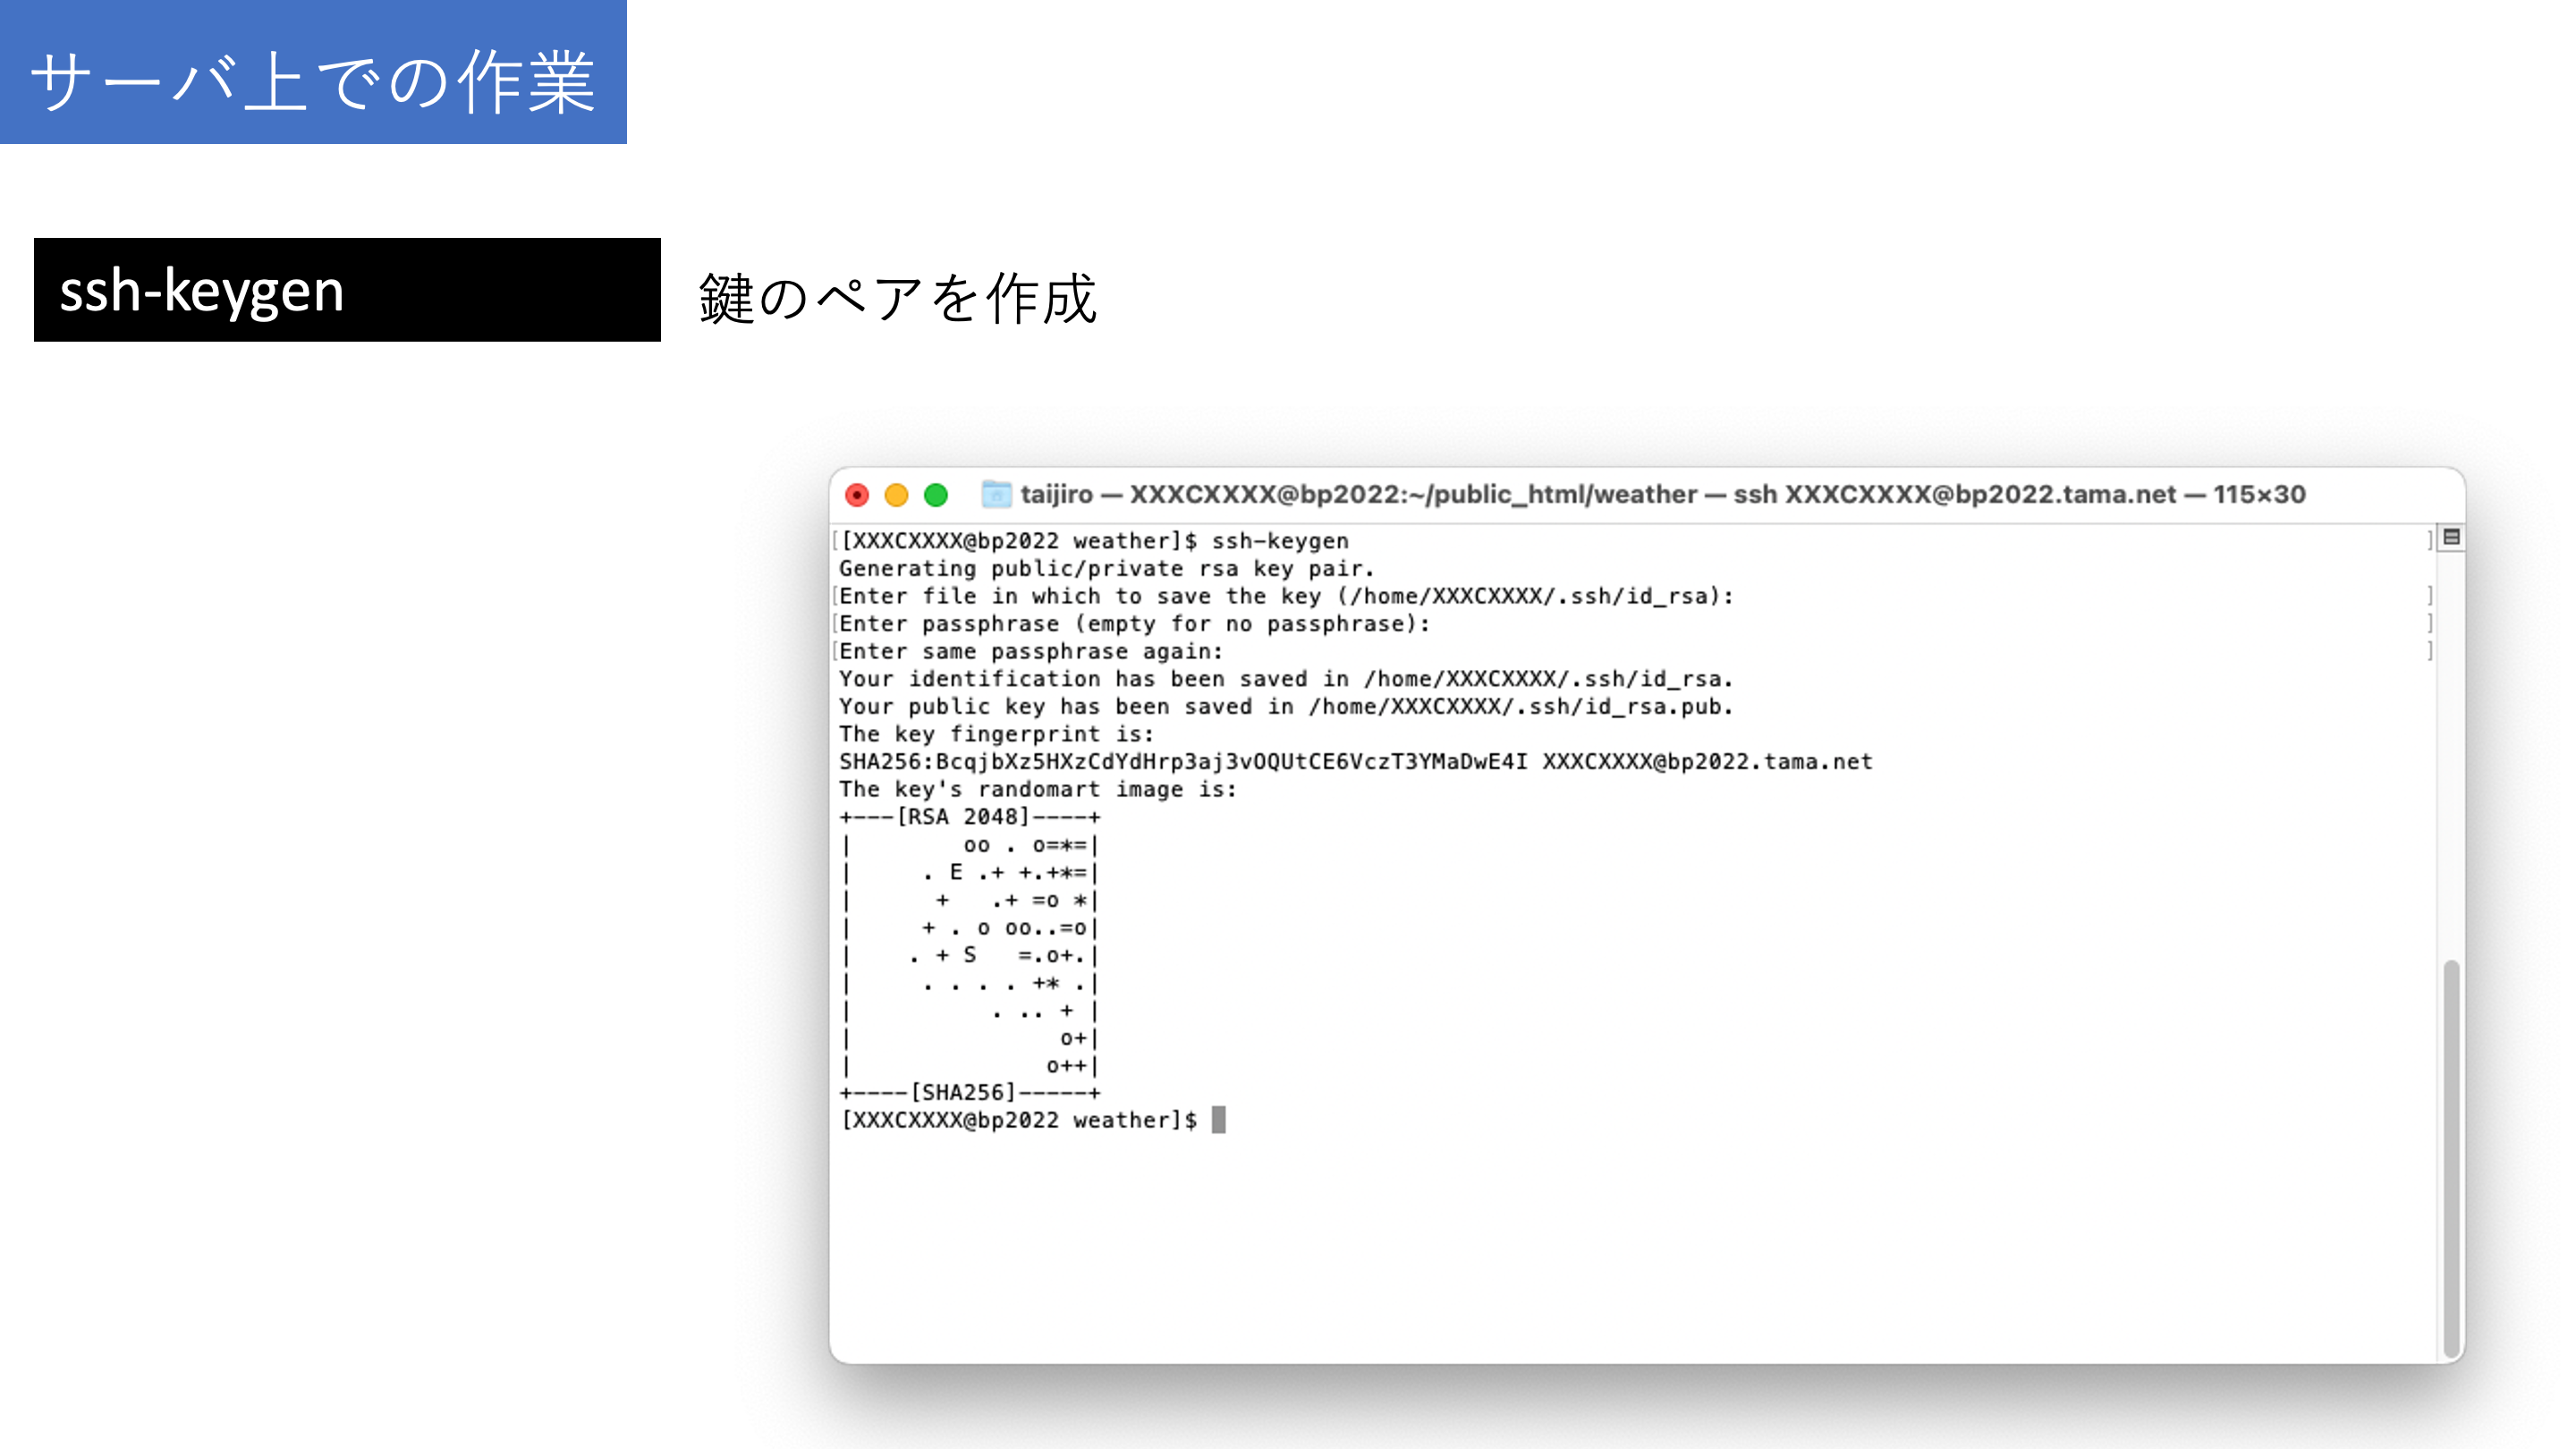 サーバ上での作業
ssh-keygen
鍵のペアを作成
taijiro — XXXCXXXX@bp2022:~/public_html/weather — ssh XXXCXXXX@bp2022.tama.net — 115×30
[[XXXCXXXX@bp2022 weather]$ ssh-keygen ]
Generating public/private rsa key pair.
[Enter file in which to save the key (/home/XXXCXXXX/.ssh/id_rsa): ]
[Enter passphrase (empty for no passphrase): ]
[Enter same passphrase again: ]
Your identification has been saved in /home/XXXCXXXX/.ssh/id_rsa.
Your public key has been saved in /home/XXXCXXXX/.ssh/id_rsa.pub.
The key fingerprint is:
SHA256:BcqjbXz5HXzCdYdHrp3aj3vOQUtCE6VczT3YMaDwE4I XXXCXXXX@bp2022.tama.net
The key's randomart image is:
+---[RSA 2048]----+
|        oo . o=*=|
|     . E .+ +.+*=|
|      +   .+ =o *|
|     + . o oo..=o|
|    . + S   =.o+.|
|     . . . . +* .|
|          . .. + |
|               o+|
|              o++|
+----[SHA256]-----+
[XXXCXXXX@bp2022 weather]$